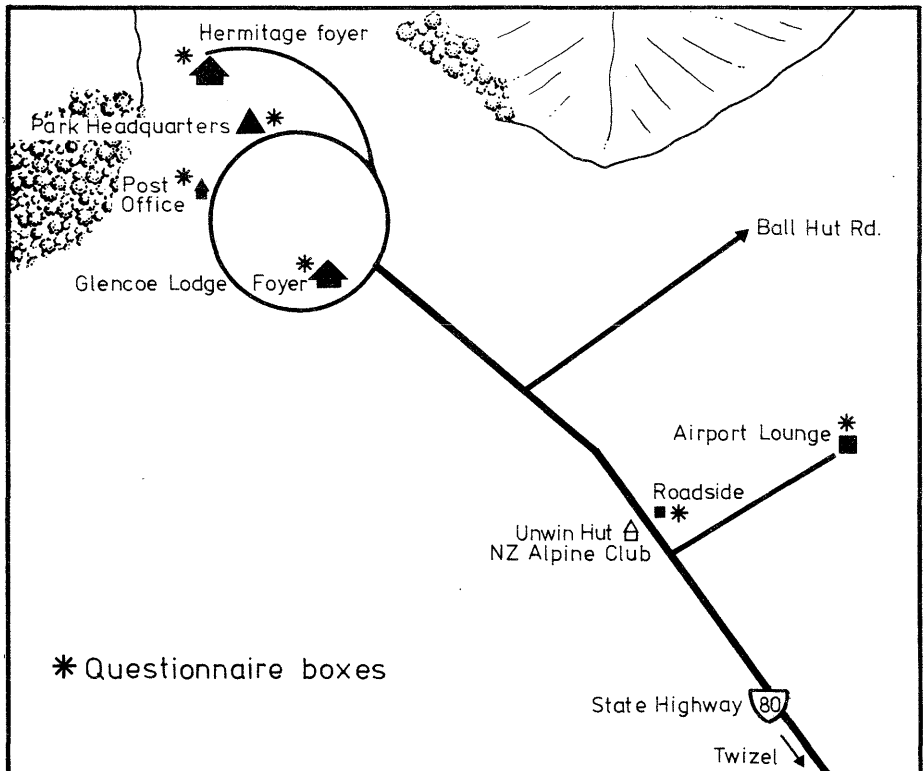 Hermitage foyer
Park Headquarters
Post
Office
Ball Hut Rd.
Glencoe Lodge Foyer
Airport Lounge
Roadside
Unwin Hut
NZ Alpine Club
* Questionnaire boxes
State Highway 80
Twizel